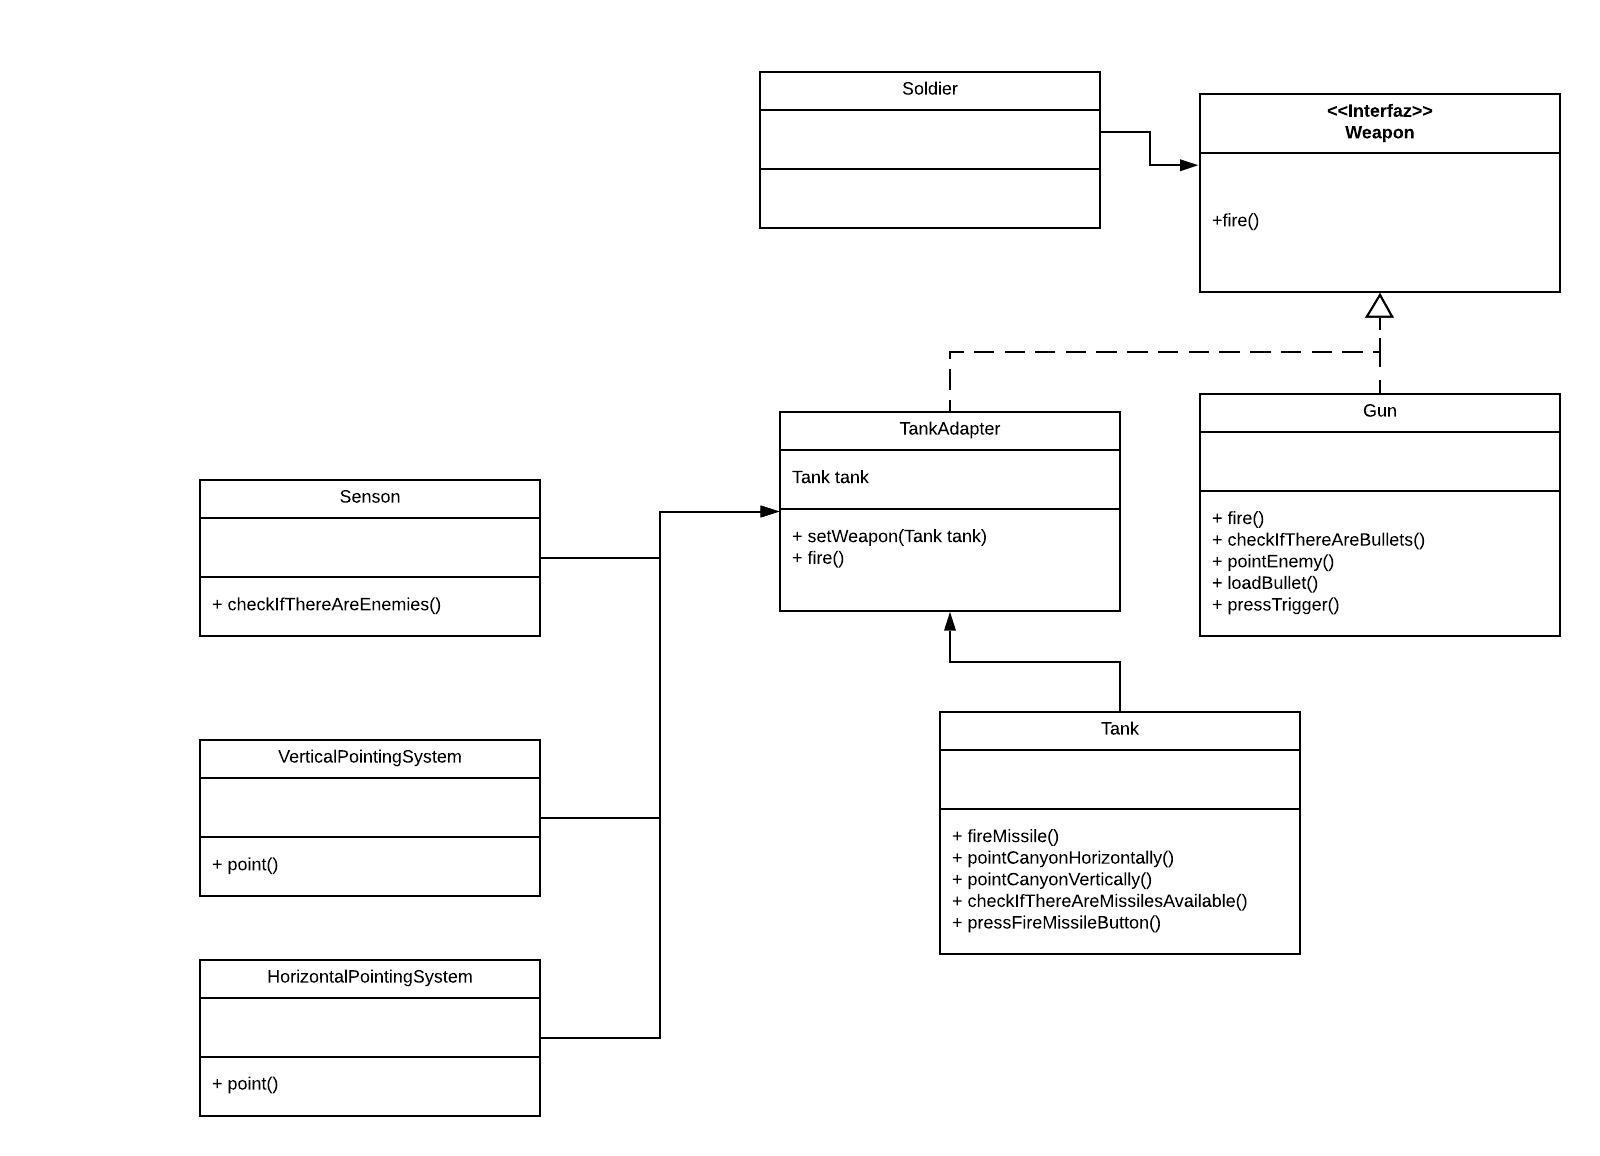 Soldier
<<Interfaz>>
Weapon
+fire()
TankAdapter
Tank tank
+ setWeapon(Tank tank)
+ fire()
Gun
+ fire()
+ checkIfThereAreBullets()
+ pointEnemy()
+ loadBullet()
+ pressTrigger()
Senson
+ checkIfThereAreEnemies()
VerticalPointingSystem
+ point()
Tank
+ fireMissile()
+ pointCanyonHorizontally()
+ pointCanyonVertically()
+ checkIfThereAreMissilesAvailable()
+ pressFireMissileButton()
HorizontalPointingSystem
+ point()